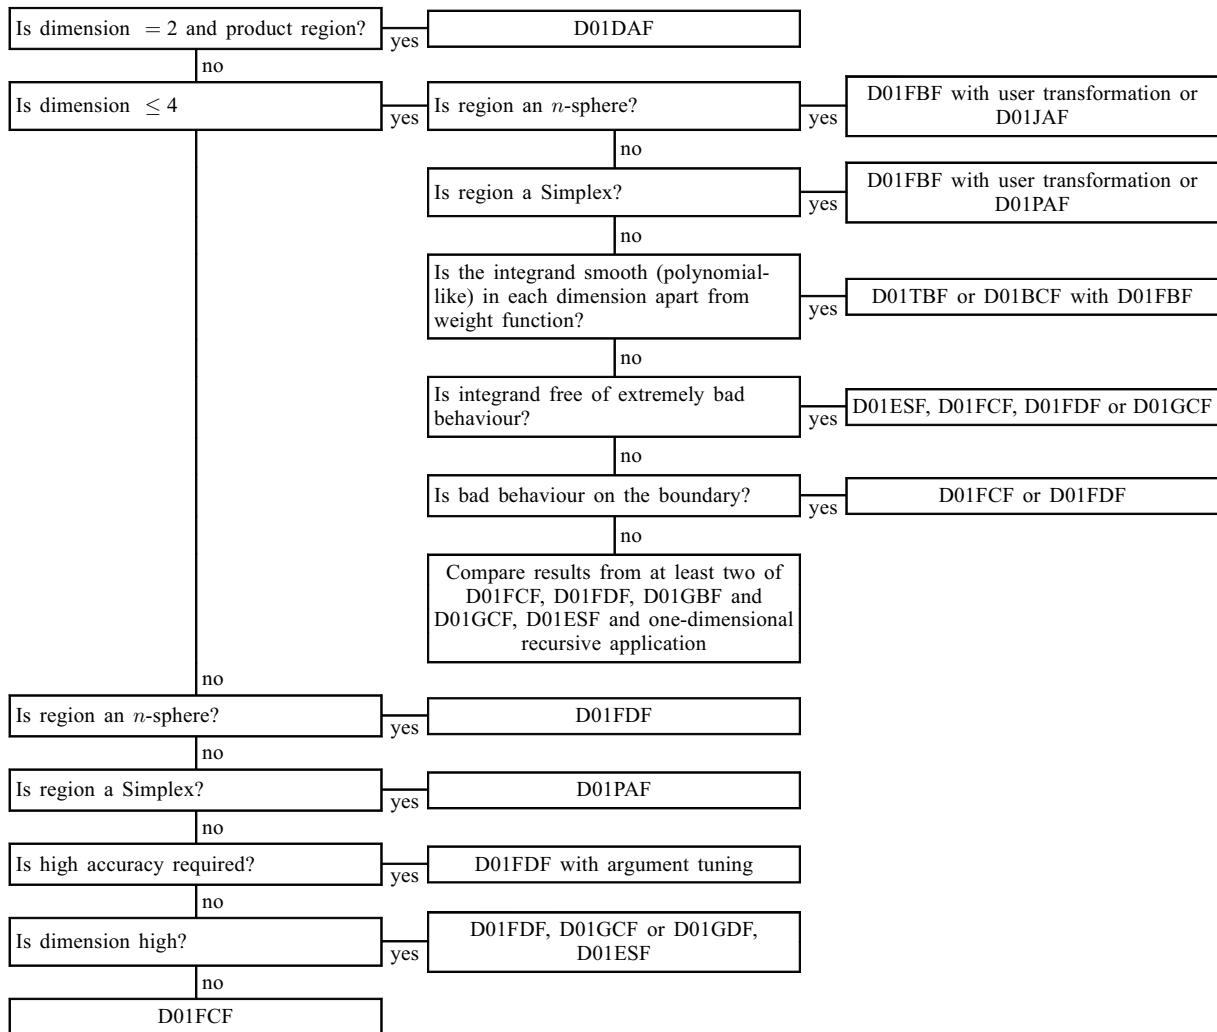 Is dimension = 2 and product region?
yes
D01DAF
no
Is dimension ≤ 4
yes
Is region an n-sphere?
yes
D01FBF with user transformation or
D01JAF
no
Is region a Simplex?
yes
D01FBF with user transformation or
D01PAF
no
Is the integrand smooth (polynomial-
like) in each dimension apart from
weight function?
yes
D01TBF or D01BCF with D01FBF
no
Is integrand free of extremely bad
behaviour?
yes
D01ESF, D01FCF, D01FDF or D01GCF
no
Is bad behaviour on the boundary?
yes
D01FCF or D01FDF
no
Compare results from at least two of
D01FCF, D01FDF, D01GBF and
D01GCF, D01ESF and one-dimensional
recursive application
no
Is region an n-sphere?
yes
D01FDF
no
Is region a Simplex?
yes
D01PAF
no
Is high accuracy required?
yes
D01FDF with argument tuning
no
Is dimension high?
yes
D01FDF, D01GCF or D01GDF,
D01ESF
no
D01FCF